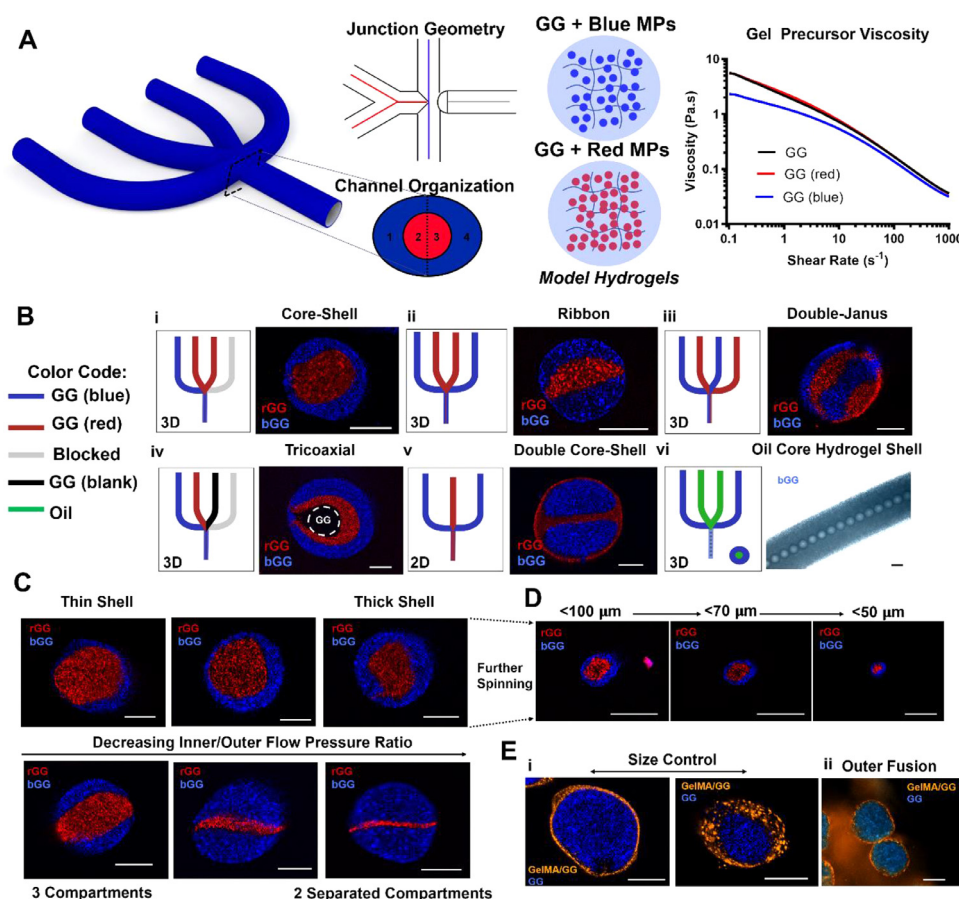 A
Junction Geometry
Channel Organization
1 2 3 4
GG + Blue MPs
GG + Red MPs
Model Hydrogels
Gel Precursor Viscosity
Viscosity (Pa.s)
10
1
0.1
0.01
GG
GG (red)
GG (blue)
0.1 1 10 100 1000
Shear Rate (s⁻¹)
B
Color Code:
GG (blue)
GG (red)
Blocked
GG (blank)
Oil
i
Core-Shell
3D
rGG
bGG
ii
Ribbon
3D
rGG
bGG
iii
Double-Janus
3D
rGG
bGG
iv
Tricoaxial
3D
GG
rGG
bGG
v
Double Core-Shell
2D
rGG
bGG
vi
Oil Core Hydrogel Shell
3D
bGG
C
Thin Shell
Thick Shell
rGG
bGG
rGG
bGG
rGG
bGG
Decreasing Inner/Outer Flow Pressure Ratio
rGG
bGG
rGG
bGG
rGG
bGG
3 Compartments
2 Separated Compartments
Further
Spinning
D
<100 μm
<70 μm
<50 μm
rGG
bGG
rGG
bGG
rGG
bGG
E
i
Size Control
GelMA/GG
GG
GelMA/GG
GG
ii
Outer Fusion
GelMA/GG
GG